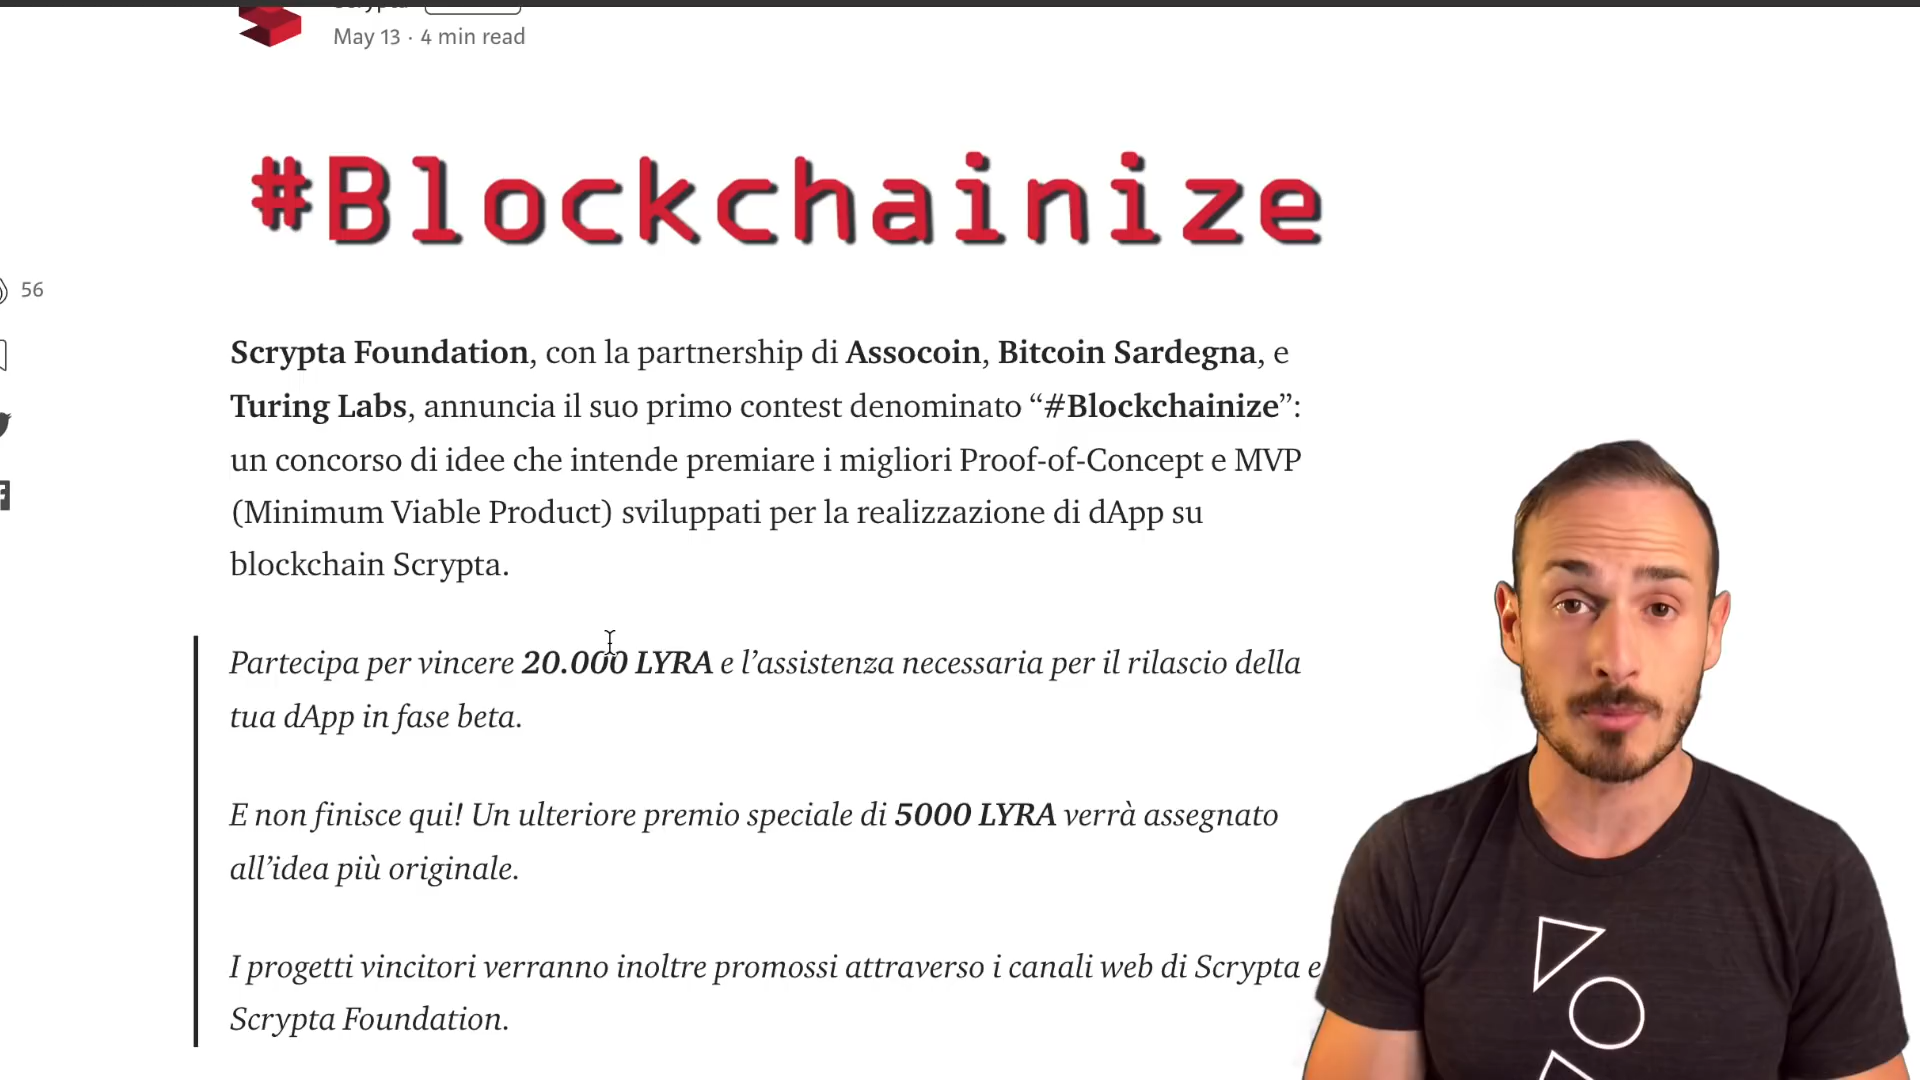 May 13 · 4 min read
#Blockchainize
56
Scrypta Foundation, con la partnership di Assocoin, Bitcoin Sardegna, e
Turing Labs, annuncia il suo primo contest denominato “#Blockchainize”:
un concorso di idee che intende premiare i migliori Proof-of-Concept e MVP
(Minimum Viable Product) sviluppati per la realizzazione di dApp su
blockchain Scrypta.
Partecipa per vincere 20.000 LYRA e l’assistenza necessaria per il rilascio della
tua dApp in fase beta.
E non finisce qui! Un ulteriore premio speciale di 5000 LYRA verrà assegnato
all’idea più originale.
I progetti vincitori verranno inoltre promossi attraverso i canali web di Scrypta e
Scrypta Foundation.